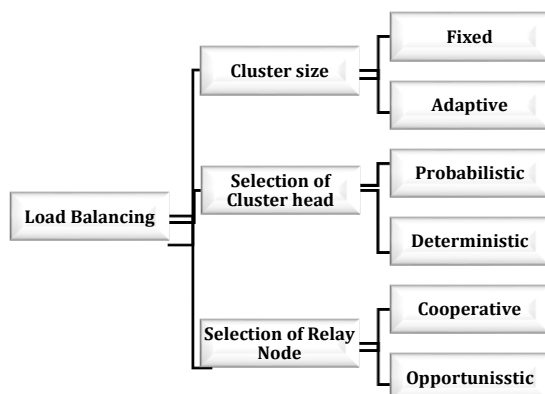 Fixed
Cluster size
Adaptive
Probabilistic
Selection of
Cluster head
Load Balancing
Deterministic
Cooperative
Selection of Relay
Node
Opportunisstic